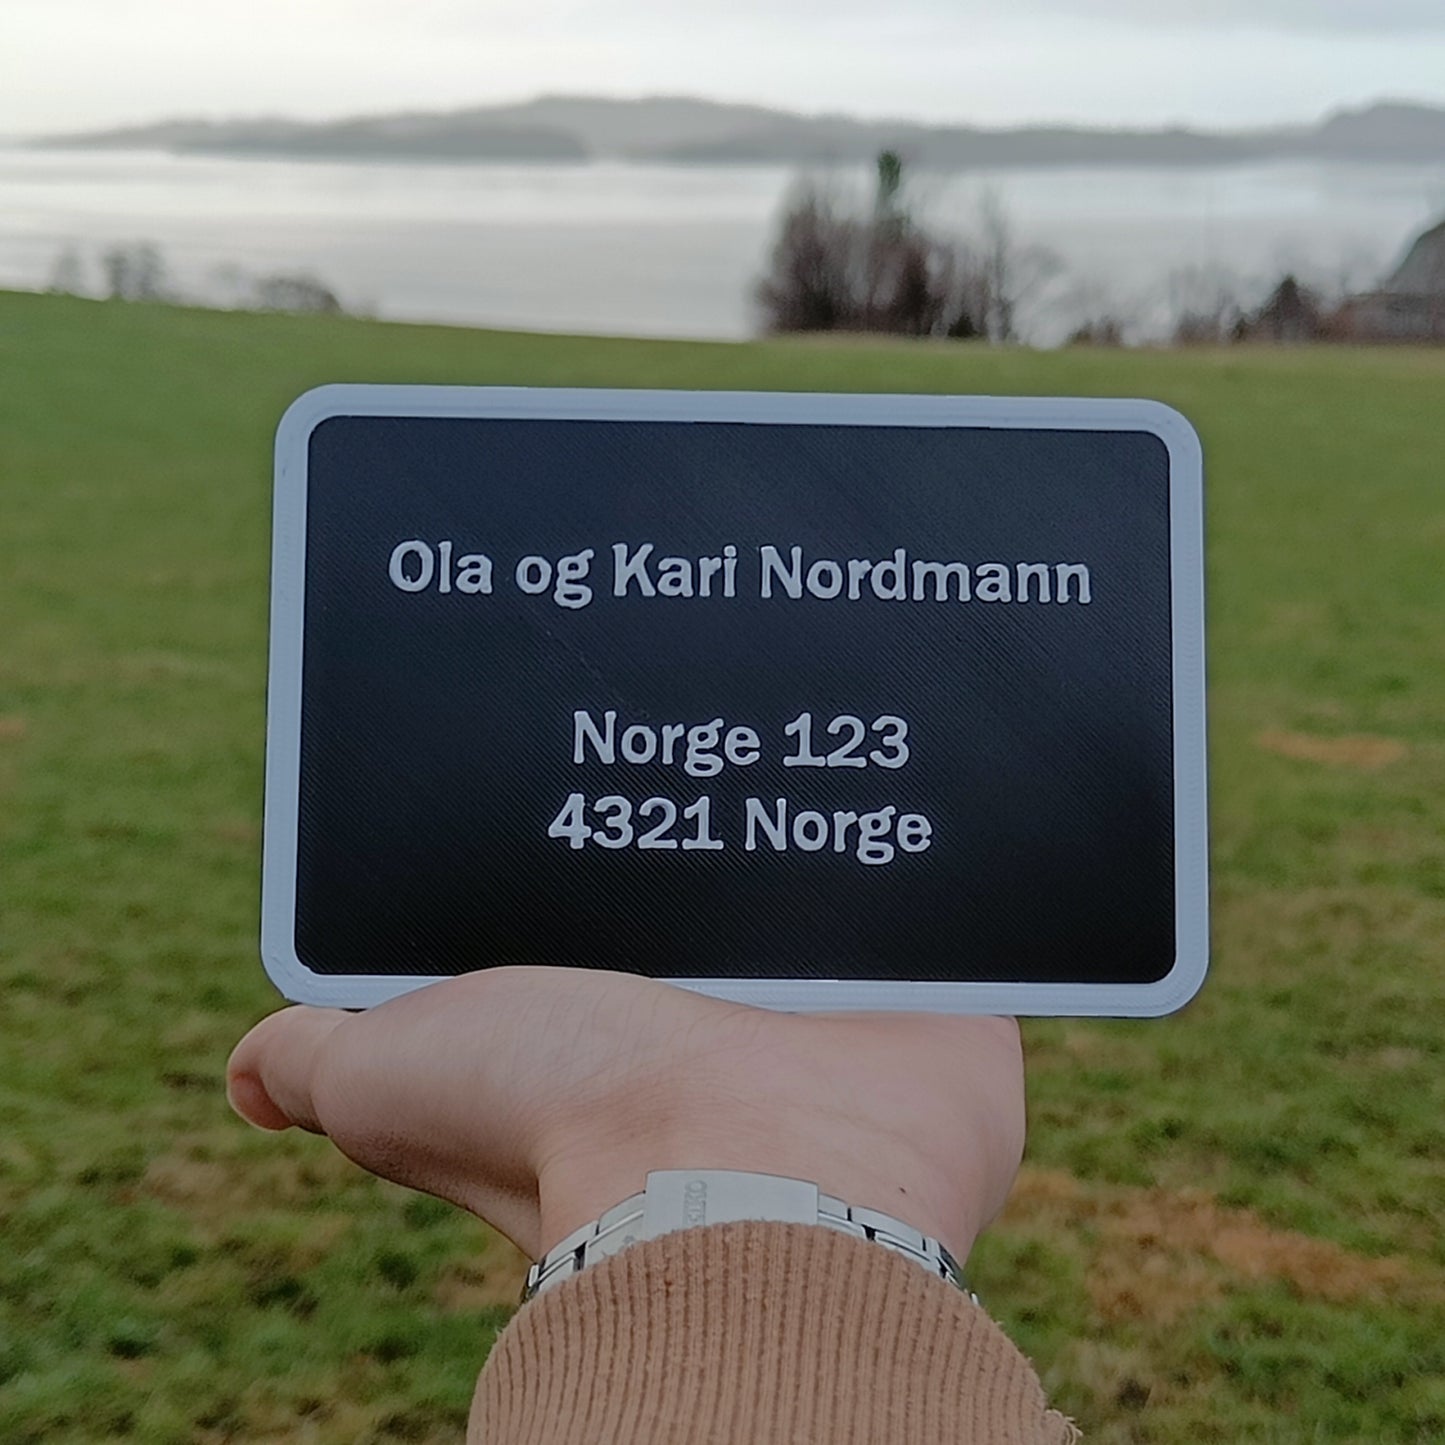 Ola og Kari Nordmann
Norge 123
4321 Norge